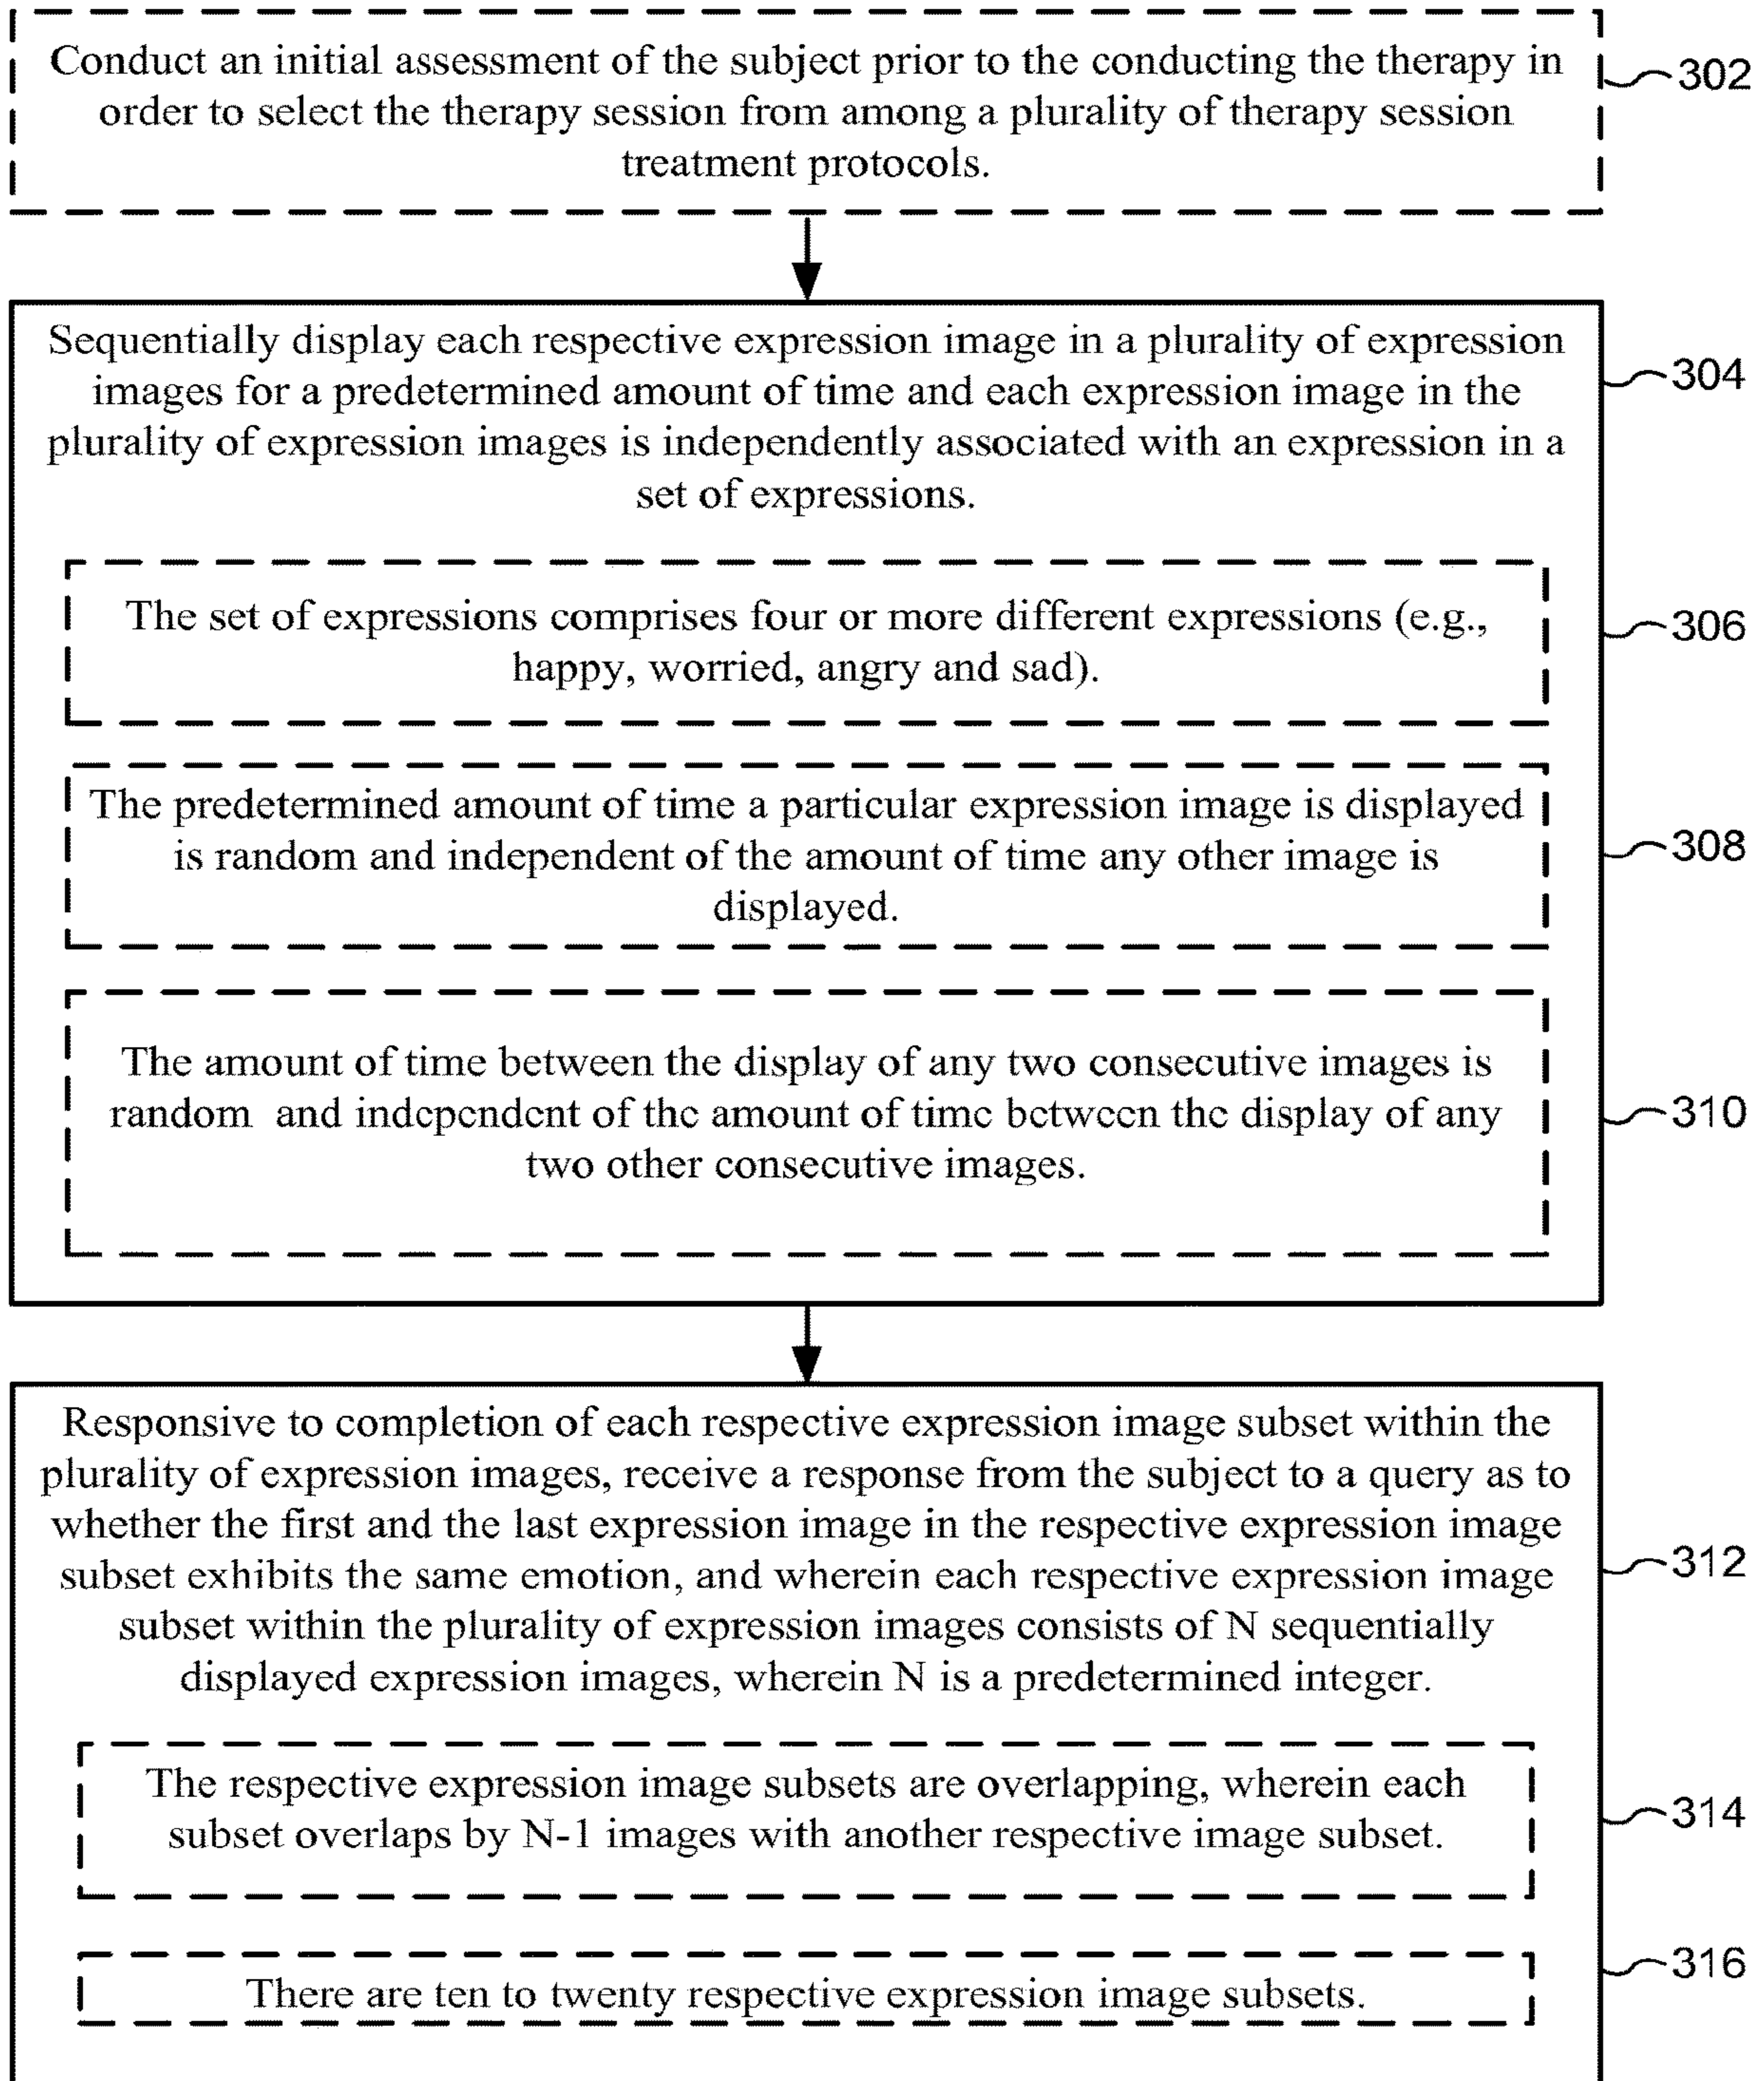 Conduct an initial assessment of the subject prior to the conducting the therapy in
order to select the therapy session from among a plurality of therapy session
treatment protocols.
302
Sequentially display each respective expression image in a plurality of expression
images for a predetermined amount of time and each expression image in the
plurality of expression images is independently associated with an expression in a
set of expressions.
304
The set of expressions comprises four or more different expressions (e.g.,
happy, worried, angry and sad).
306
The predetermined amount of time a particular expression image is displayed
is random and independent of the amount of time any other image is
displayed.
308
The amount of time between the display of any two consecutive images is
random and independent of the amount of time between the display of any
two other consecutive images.
310
Responsive to completion of each respective expression image subset within the
plurality of expression images, receive a response from the subject to a query as to
whether the first and the last expression image in the respective expression image
subset exhibits the same emotion, and wherein each respective expression image
subset within the plurality of expression images consists of N sequentially
displayed expression images, wherein N is a predetermined integer.
312
The respective expression image subsets are overlapping, wherein each
subset overlaps by N-1 images with another respective image subset.
314
There are ten to twenty respective expression image subsets.
316